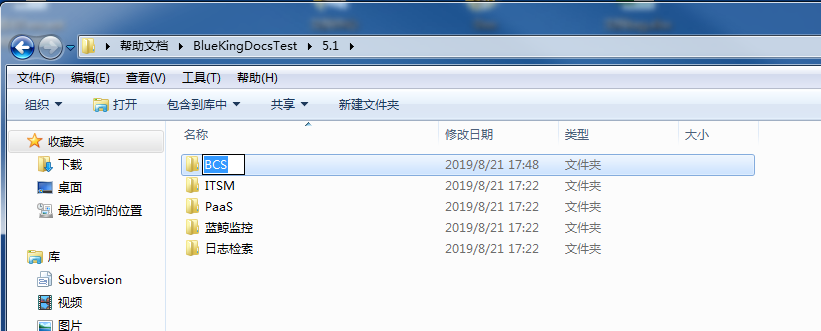 帮助文档 BlueKingDocsTest 5.1
文件(F) 编辑(E) 查看(V) 工具(T) 帮助(H)
组织 打开 包含到库中 共享 新建文件夹
收藏夹
下载
桌面
最近访问的位置
库
Subversion
视频
图片
名称 修改日期 类型 大小
BCS 2019/8/21 17:48 文件夹
ITSM 2019/8/21 17:22 文件夹
PaaS 2019/8/21 17:22 文件夹
蓝鲸监控 2019/8/21 17:22 文件夹
日志检索 2019/8/21 17:22 文件夹